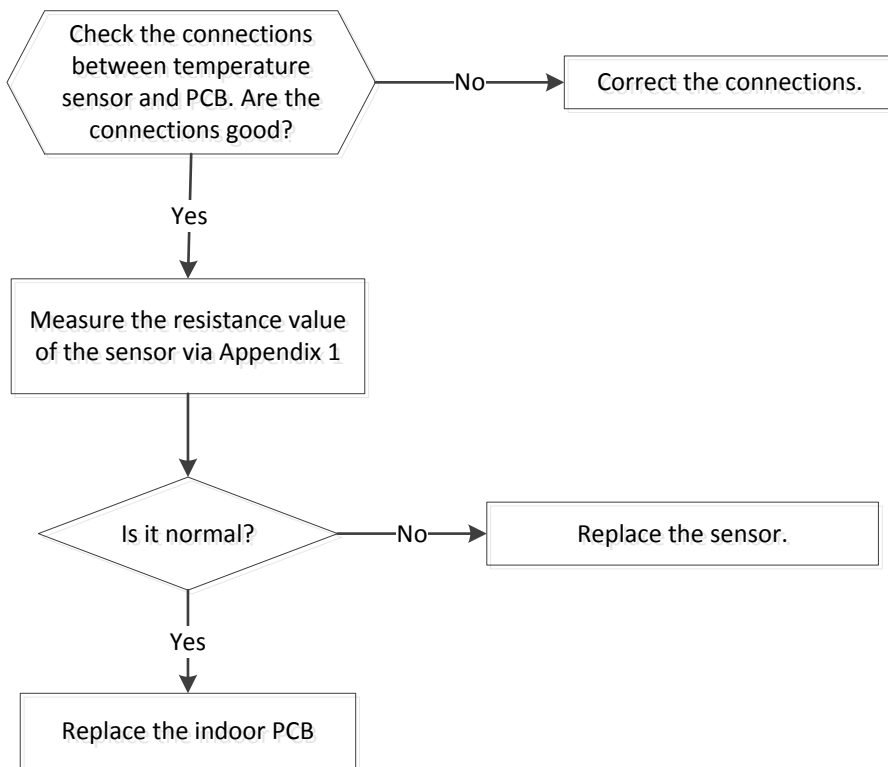 Check the connections
between temperature
sensor and PCB. Are the
connections good?
No
Correct the connections.
Yes
Measure the resistance value
of the sensor via Appendix 1
Is it normal?
No
Replace the sensor.
Yes
Replace the indoor PCB